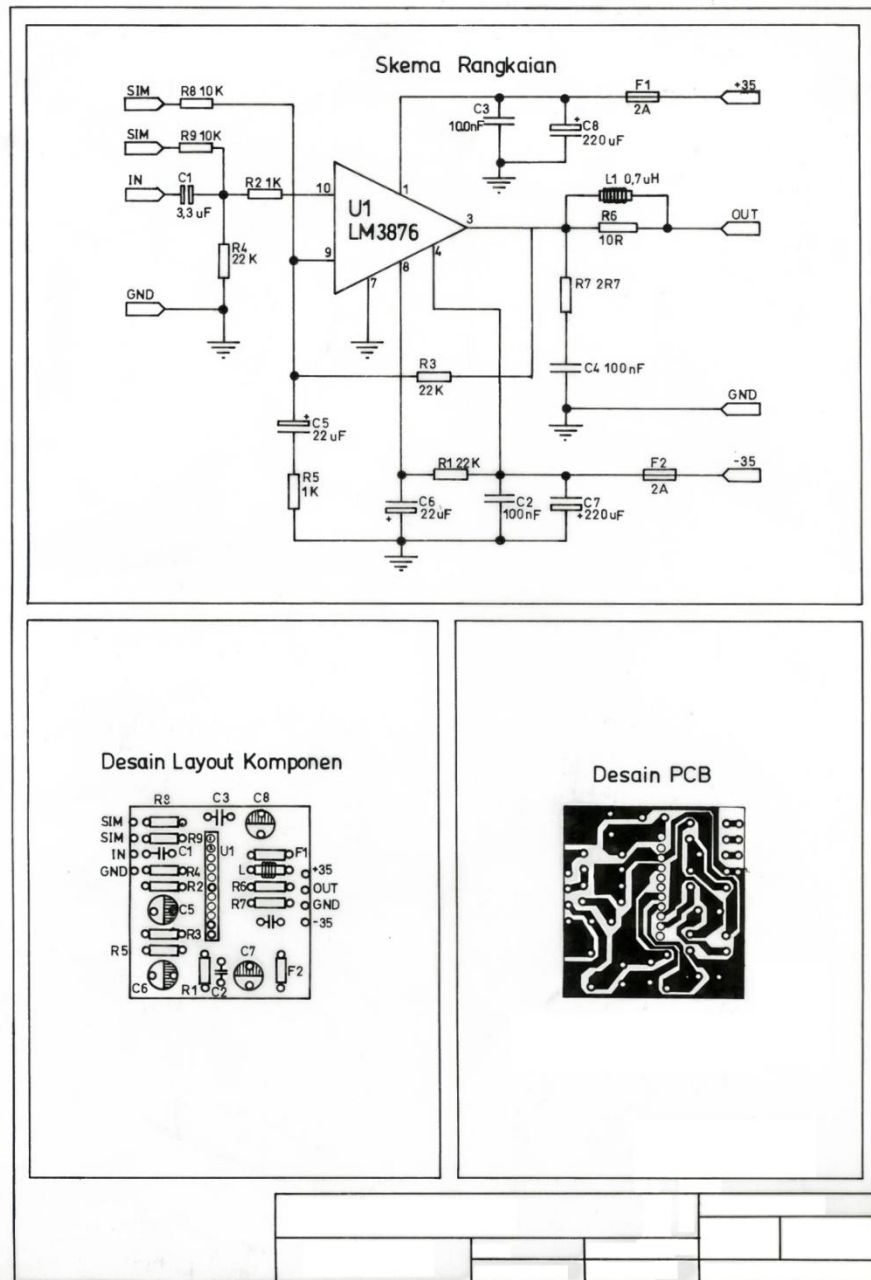 Skema Rangkaian
SIM
R8 10K
SIM
R9 10K
IN
C1
3,3 uF
R2 1K
R4
22 K
GND
10
9
U1
LM3876
1
3
4
8
7
C3
100nF
C8
220 uF
F1
2A
+35
L1 0,7uH
R6
10R
OUT
R7 2R7
C4 100nF
GND
R3
22K
C5
22 uF
R5
1K
R1 22K
C6
22uF
C2
100nF
C7
220uF
F2
2A
-35
Desain Layout Komponen
R8
C3
C8
SIM
SIM
R9
U1
IN
C1
F1
GND
R4
L
+35
R2
R6
OUT
C5
R7
GND
-35
R3
R5
C7
C6
R1
C2
F2
Desain PCB